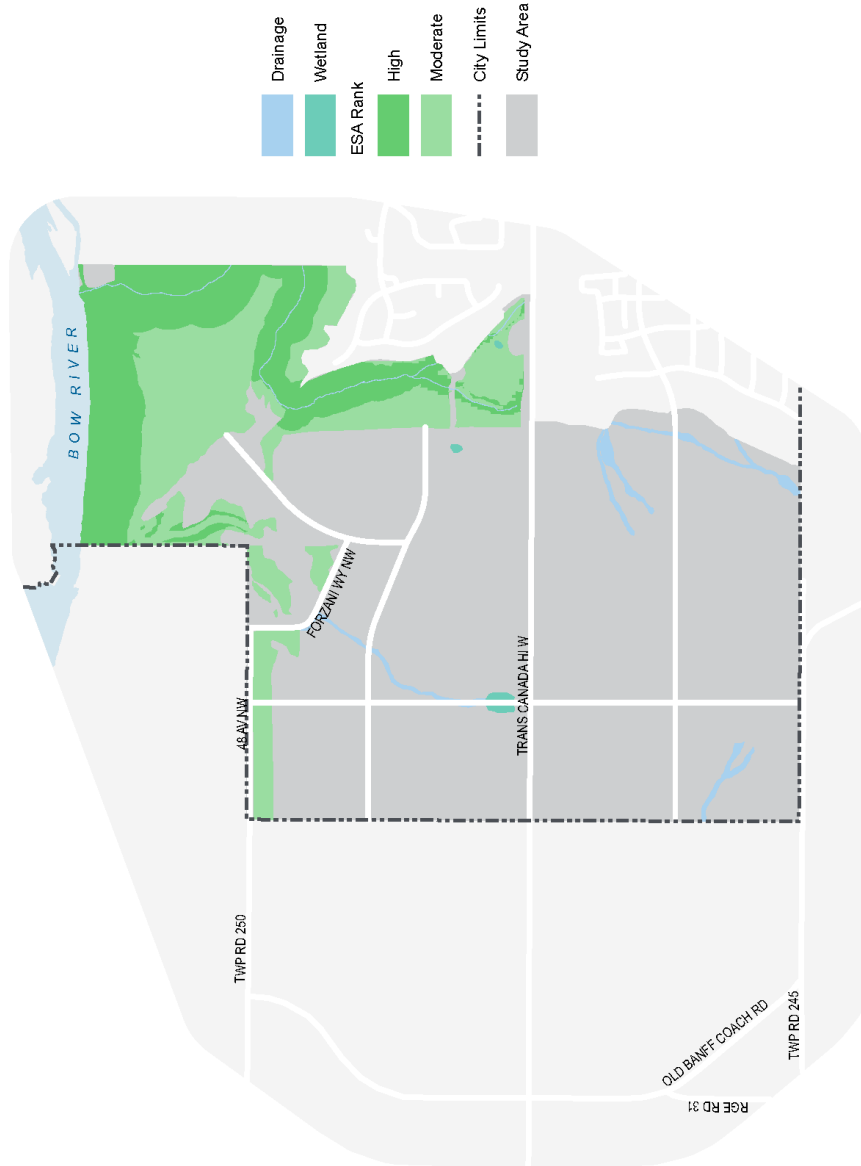 Drainage
Wetland
ESA Rank
High
Moderate
City Limits
Study Area
BOW RIVER
FORZANI WY NW
48 AV NW
TRANS CANADA HI W
TWP RD 250
OLD BANFF COACH RD
TWP RD 245
RGE RD 31